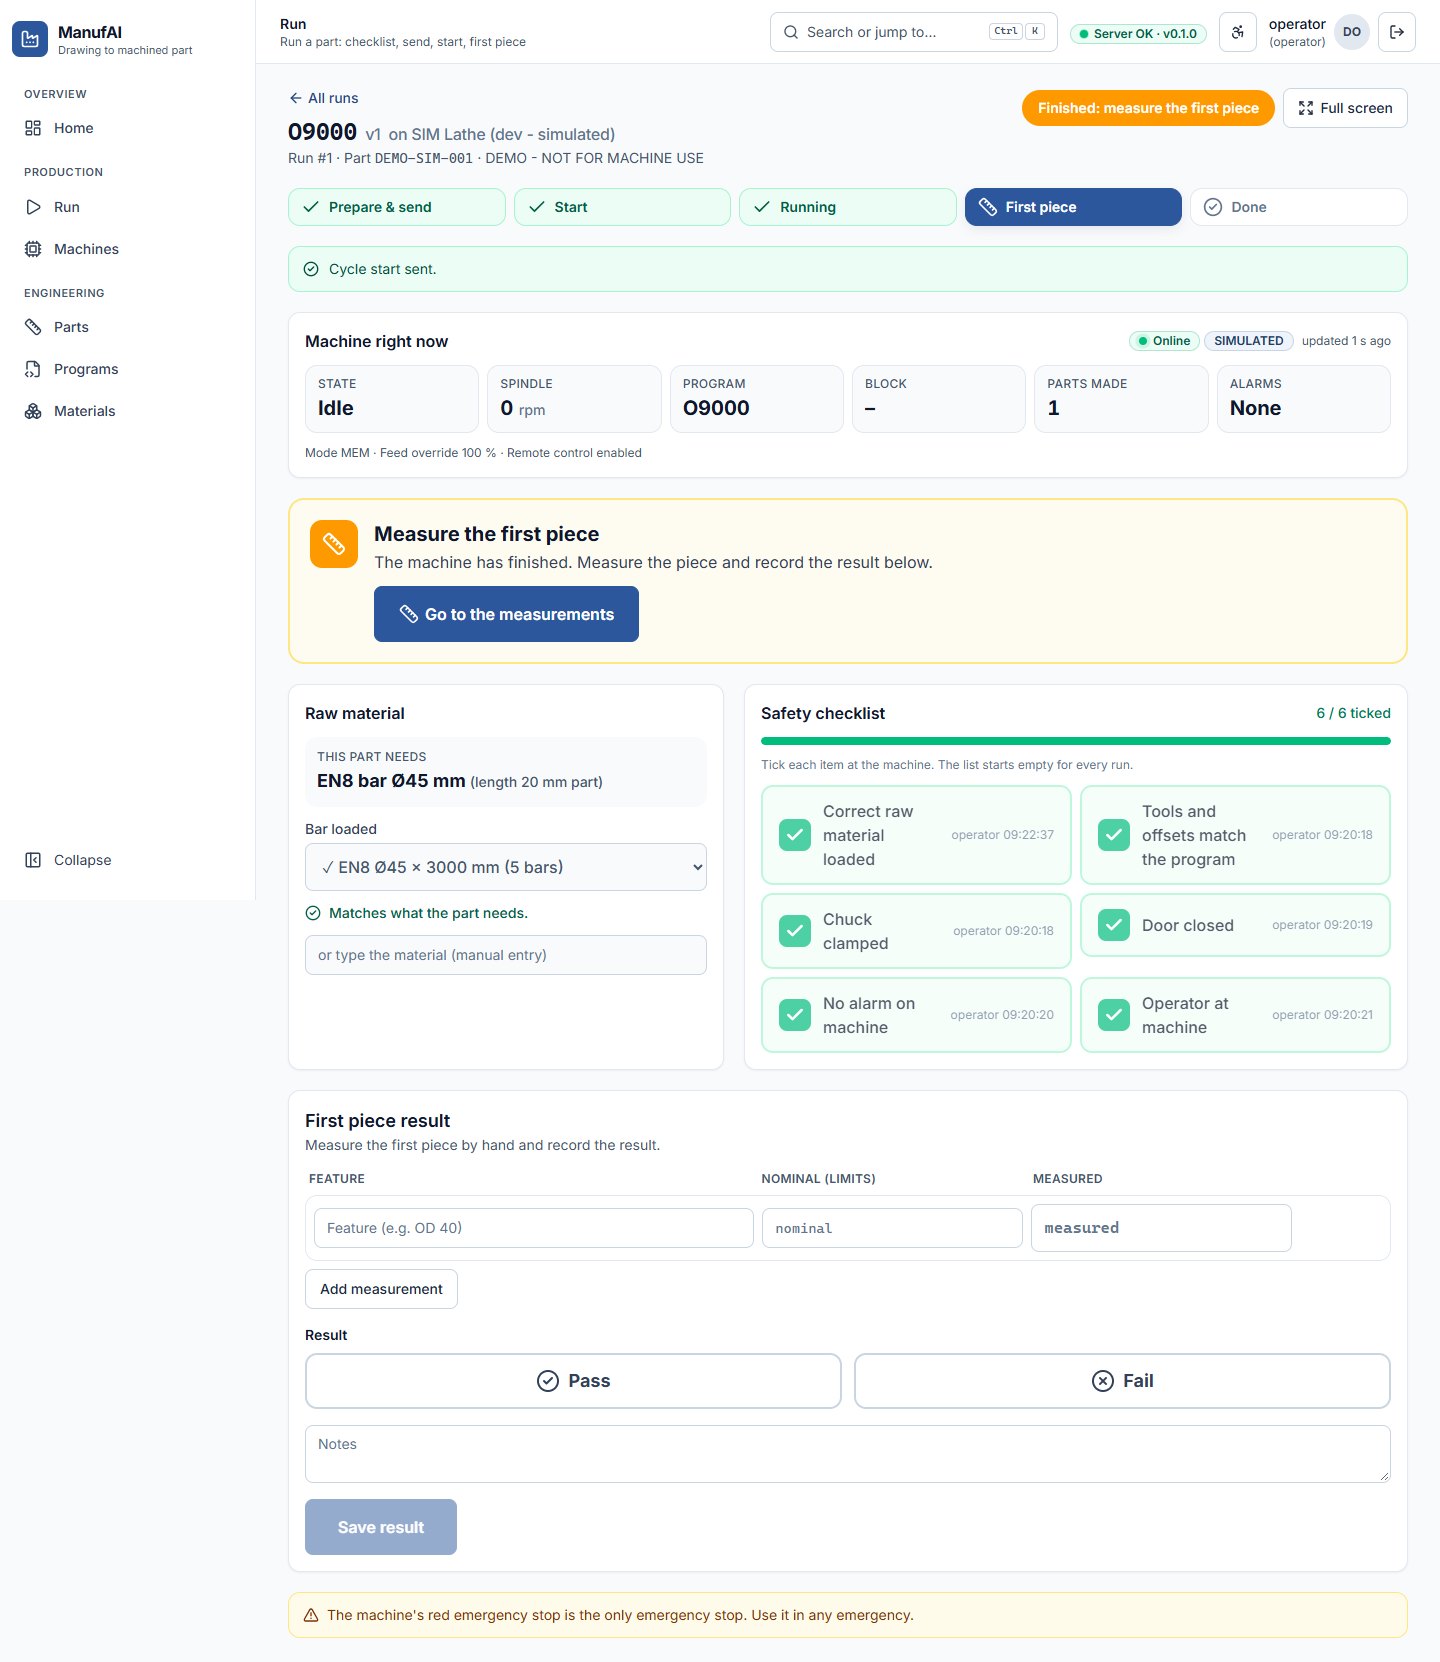 ManufAI
Drawing to machined part
OVERVIEW
Home
PRODUCTION
Run
Machines
ENGINEERING
Parts
Programs
Materials
Collapse
Run
Run a part: checklist, send, start, first piece
Search or jump to... Ctrl K
Server OK · v0.1.0
operator
(operator)
DO
← All runs
O9000 v1 on SIM Lathe (dev - simulated)
Run #1 · Part DEMO-SIM-001 · DEMO - NOT FOR MACHINE USE
Finished: measure the first piece
Full screen
Prepare & send
Start
Running
First piece
Done
Cycle start sent.
Machine right now
Online
SIMULATED
updated 1 s ago
STATE
Idle
SPINDLE
0 rpm
PROGRAM
O9000
BLOCK
–
PARTS MADE
1
ALARMS
None
Mode MEM · Feed override 100 % · Remote control enabled
Measure the first piece
The machine has finished. Measure the piece and record the result below.
Go to the measurements
Raw material
THIS PART NEEDS
EN8 bar Ø45 mm (length 20 mm part)
Bar loaded
✓ EN8 Ø45 × 3000 mm (5 bars)
Matches what the part needs.
or type the material (manual entry)
Safety checklist
6 / 6 ticked
Tick each item at the machine. The list starts empty for every run.
Correct raw
material
loaded
operator 09:22:37
Tools and
offsets match
the program
operator 09:20:18
Chuck
clamped
operator 09:20:18
Door closed
operator 09:20:19
No alarm on
machine
operator 09:20:20
Operator at
machine
operator 09:20:21
First piece result
Measure the first piece by hand and record the result.
FEATURE
NOMINAL (LIMITS)
MEASURED
Feature (e.g. OD 40)
nominal
measured
Add measurement
Result
Pass
Fail
Notes
Save result
The machine's red emergency stop is the only emergency stop. Use it in any emergency.